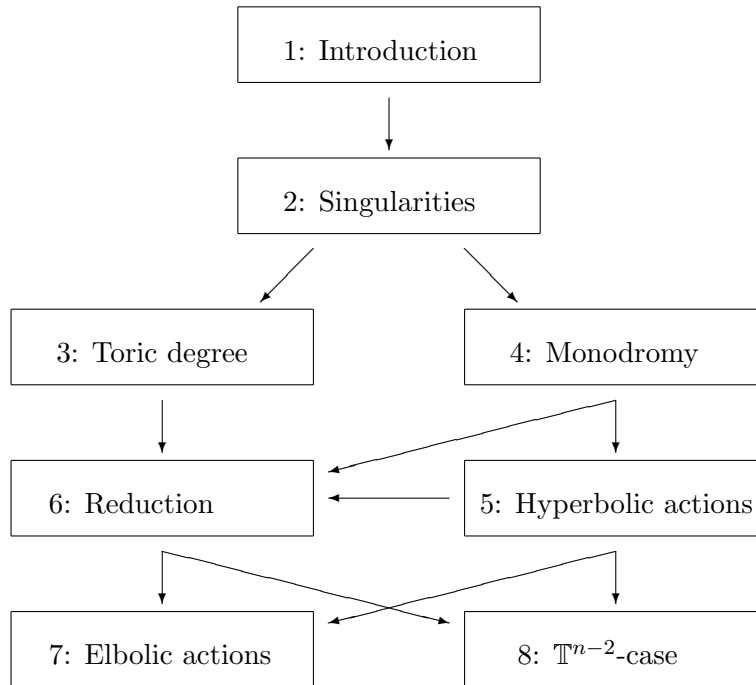 1: Introduction
2: Singularities
3: Toric degree
4: Monodromy
6: Reduction
5: Hyperbolic actions
7: Elbolic actions
8: 𝕋ⁿ⁻²-case